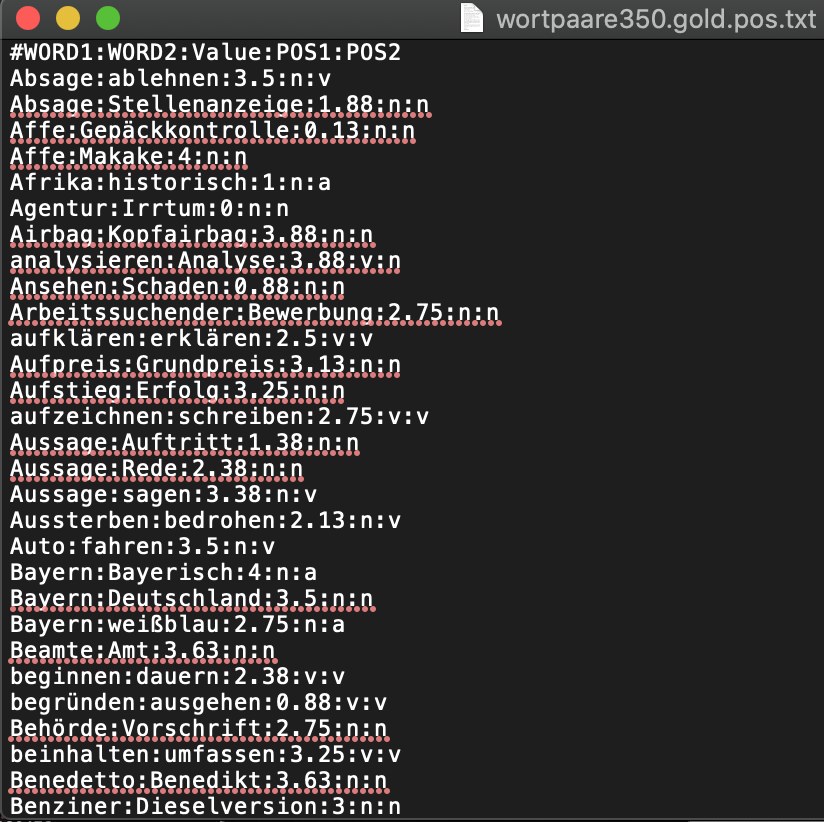 wortpaare350.gold.pos.txt
#WORD1:WORD2:Value:POS1:POS2
Absage:ablehnen:3.5:n:v
Absage:Stellenanzeige:1.88:n:n
Affe:Gepäckkontrolle:0.13:n:n
Affe:Makake:4:n:n
Afrika:historisch:1:n:a
Agentur:Irrtum:0:n:n
Airbag:Kopfairbag:3.88:n:n
analysieren:Analyse:3.88:v:n
Ansehen:Schaden:0.88:n:n
Arbeitssuchender:Bewerbung:2.75:n:n
aufklären:erklären:2.5:v:v
Aufpreis:Grundpreis:3.13:n:n
Aufstieg:Erfolg:3.25:n:n
aufzeichnen:schreiben:2.75:v:v
Aussage:Auftritt:1.38:n:n
Aussage:Rede:2.38:n:n
Aussage:sagen:3.38:n:v
Aussterben:bedrohen:2.13:n:v
Auto:fahren:3.5:n:v
Bayern:Bayerisch:4:n:a
Bayern:Deutschland:3.5:n:n
Bayern:weißblau:2.75:n:a
Beamte:Amt:3.63:n:n
beginnen:dauern:2.38:v:v
begründen:ausgehen:0.88:v:v
Behörde:Vorschrift:2.75:n:n
beinhalten:umfassen:3.25:v:v
Benedetto:Benedikt:3.63:n:n
Benziner:Dieselversion:3:n:n